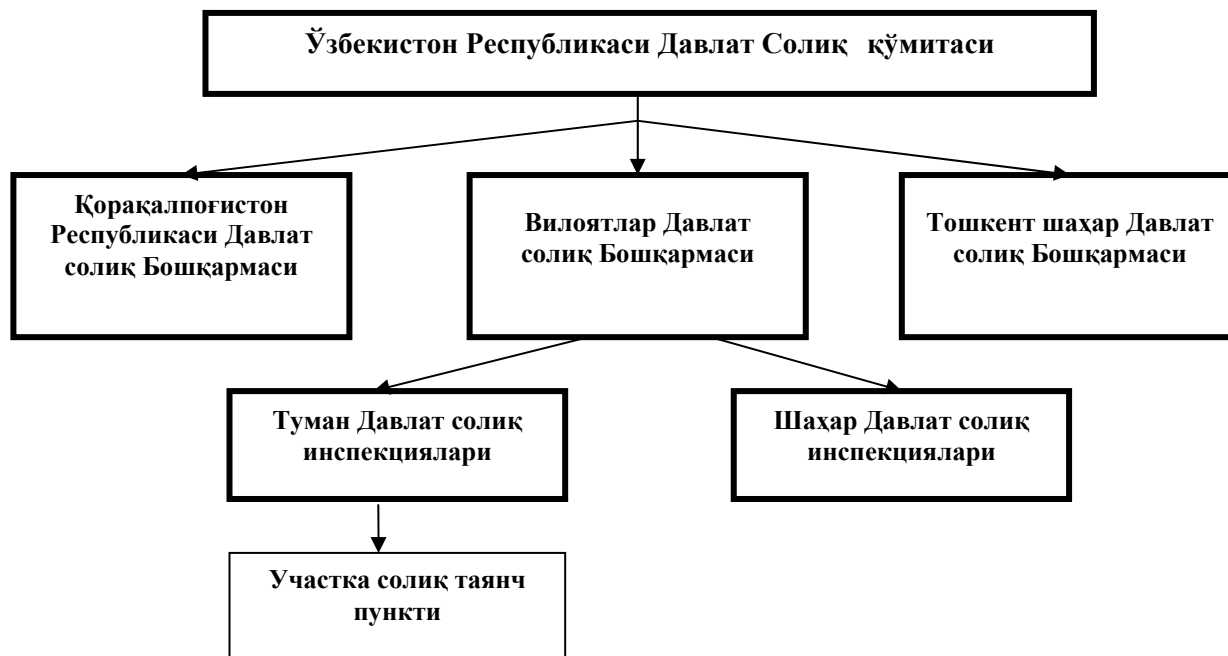 Ўзбекистон Республикаси Давлат Солиқ қўмитаси
Қорақалпоғистон
Республикаси Давлат
солиқ Бошқармаси
Вилоятлар Давлат
солиқ Бошқармаси
Тошкент шаҳар Давлат
солиқ Бошқармаси
Туман Давлат солиқ
инспекциялари
Шаҳар Давлат солиқ
инспекциялари
Участка солиқ таянч
пункти